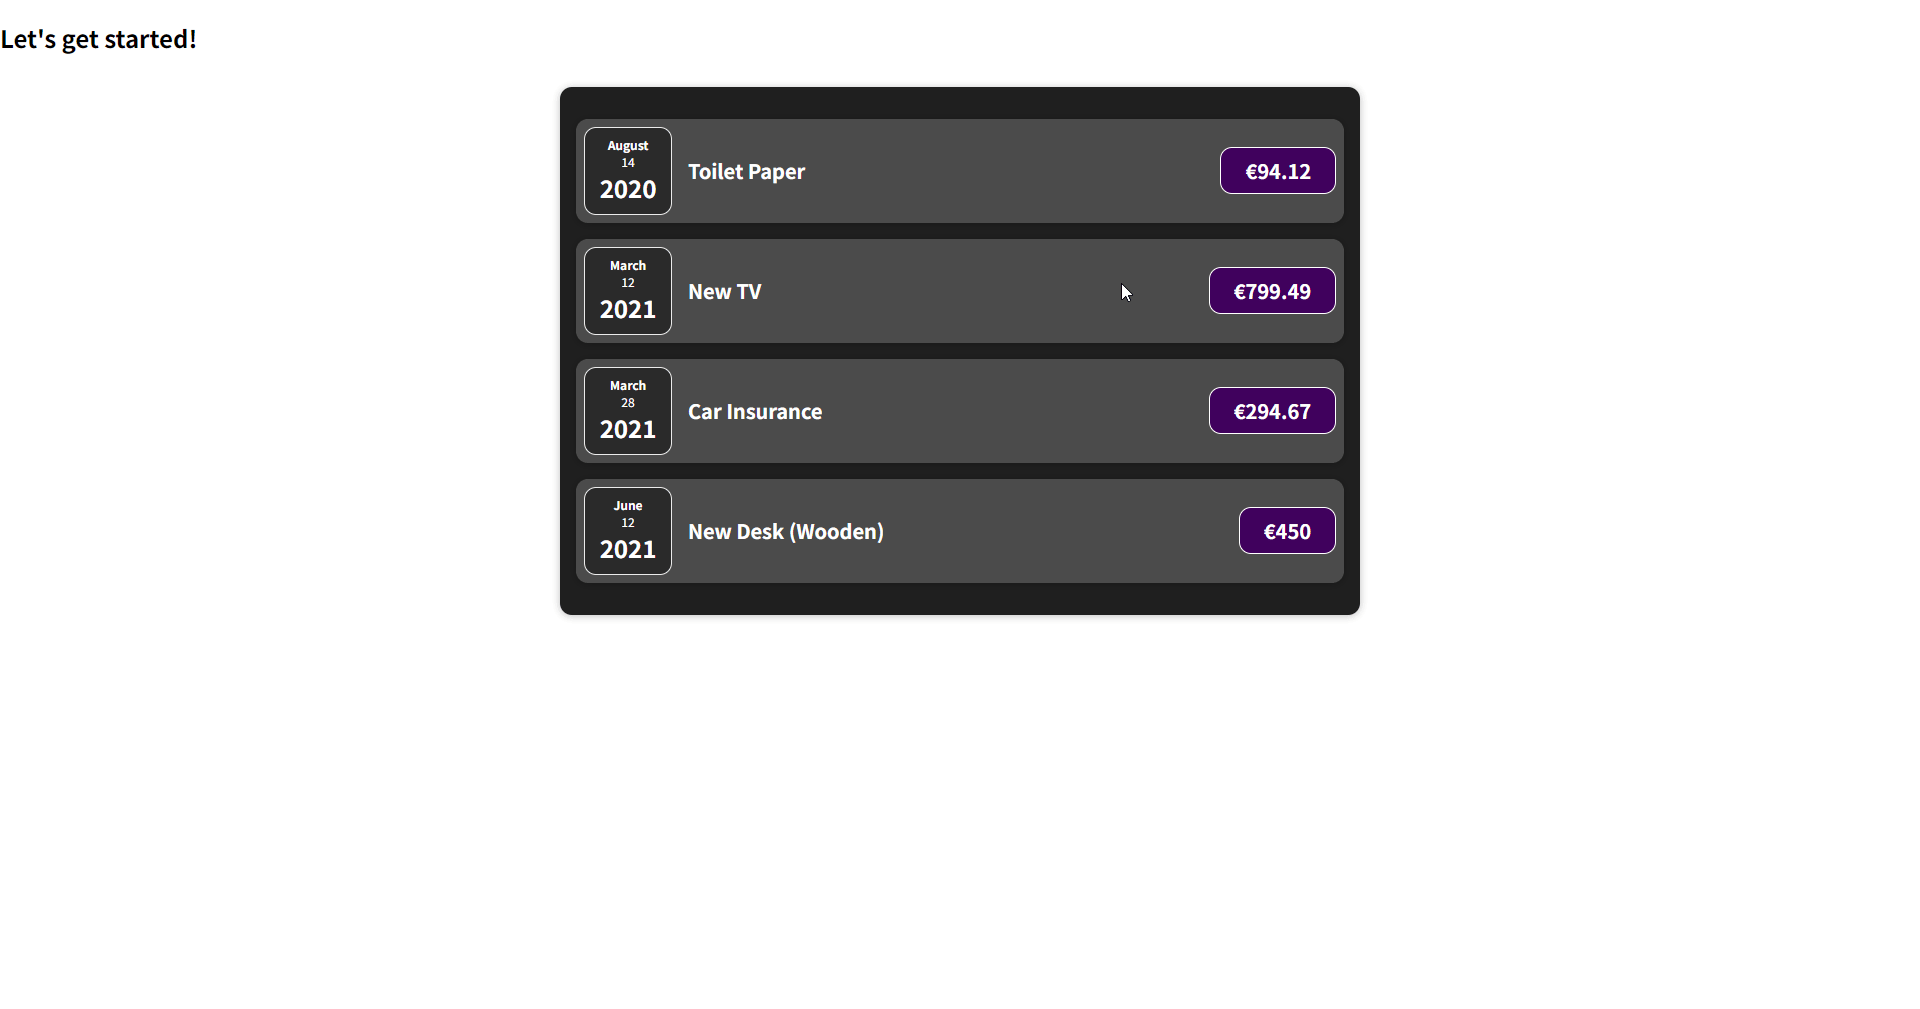 Let's get started!
August
14
2020
Toilet Paper
€94.12
March
12
2021
New TV
€799.49
March
28
2021
Car Insurance
€294.67
June
12
2021
New Desk (Wooden)
€450